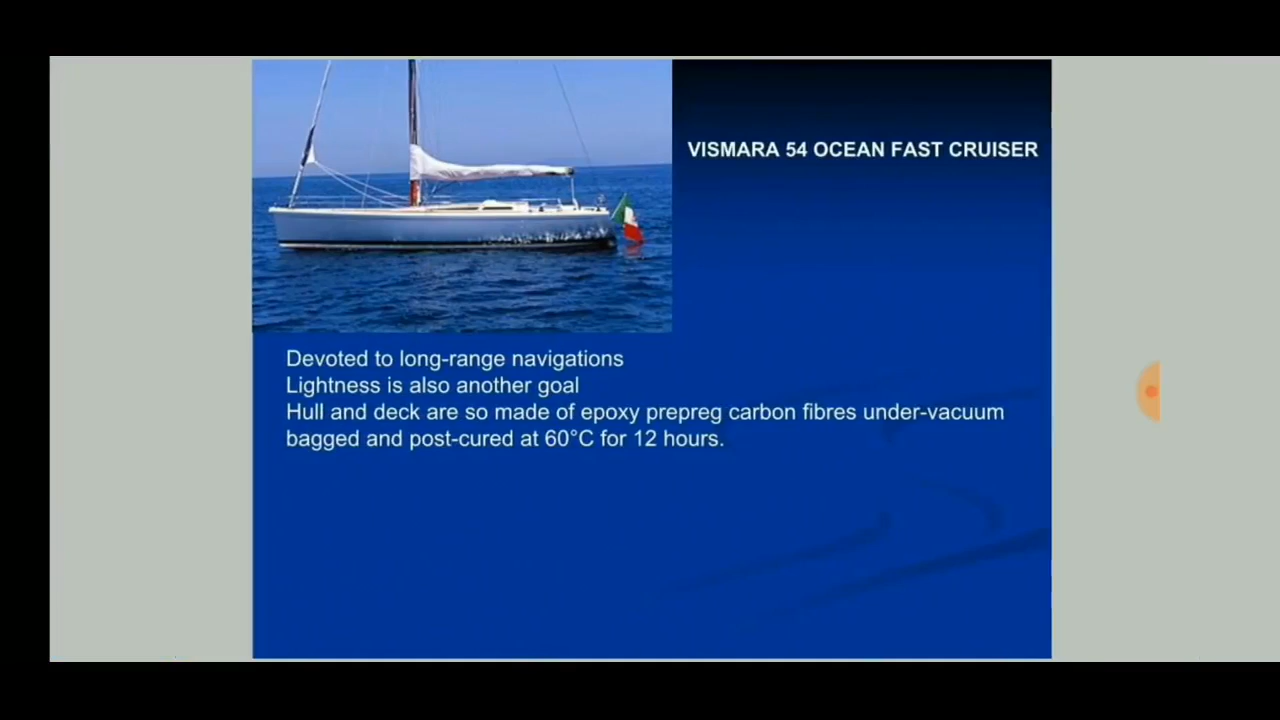 VISMARA 54 OCEAN FAST CRUISER
Devoted to long-range navigations
Lightness is also another goal
Hull and deck are so made of epoxy prepreg carbon fibres under-vacuum
bagged and post-cured at 60°C for 12 hours.